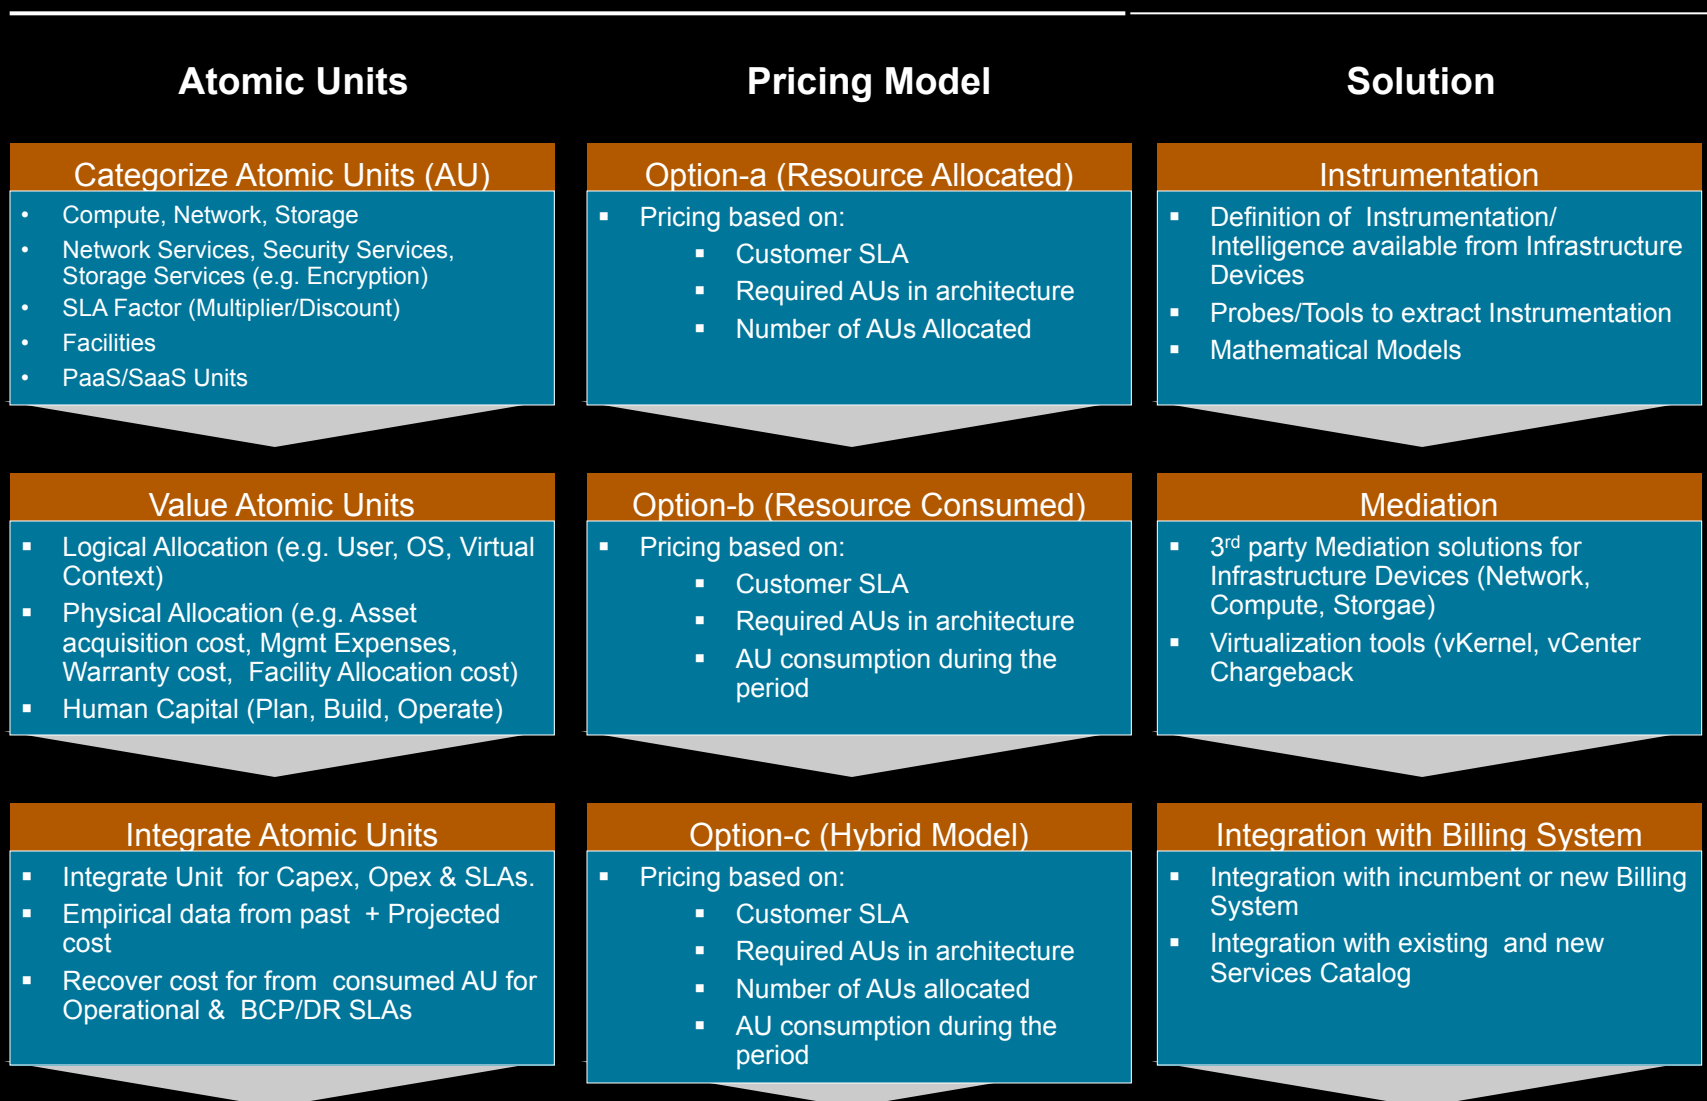 Atomic Units
Pricing Model
Solution
Categorize Atomic Units (AU)
• Compute, Network, Storage
• Network Services, Security Services,
Storage Services (e.g. Encryption)
• SLA Factor (Multiplier/Discount)
• Facilities
• PaaS/SaaS Units
Option-a (Resource Allocated)
▪ Pricing based on:
▪ Customer SLA
▪ Required AUs in architecture
▪ Number of AUs Allocated
Instrumentation
▪ Definition of Instrumentation/
Intelligence available from Infrastructure
Devices
▪ Probes/Tools to extract Instrumentation
▪ Mathematical Models
Value Atomic Units
▪ Logical Allocation (e.g. User, OS, Virtual
Context)
▪ Physical Allocation (e.g. Asset
acquisition cost, Mgmt Expenses,
Warranty cost, Facility Allocation cost)
▪ Human Capital (Plan, Build, Operate)
Option-b (Resource Consumed)
▪ Pricing based on:
▪ Customer SLA
▪ Required AUs in architecture
▪ AU consumption during the
period
Mediation
▪ 3rd party Mediation solutions for
Infrastructure Devices (Network,
Compute, Storgae)
▪ Virtualization tools (vKernel, vCenter
Chargeback
Integrate Atomic Units
▪ Integrate Unit for Capex, Opex & SLAs.
▪ Empirical data from past + Projected
cost
▪ Recover cost for from consumed AU for
Operational & BCP/DR SLAs
Option-c (Hybrid Model)
▪ Pricing based on:
▪ Customer SLA
▪ Required AUs in architecture
▪ Number of AUs allocated
▪ AU consumption during the
period
Integration with Billing System
▪ Integration with incumbent or new Billing
System
▪ Integration with existing and new
Services Catalog